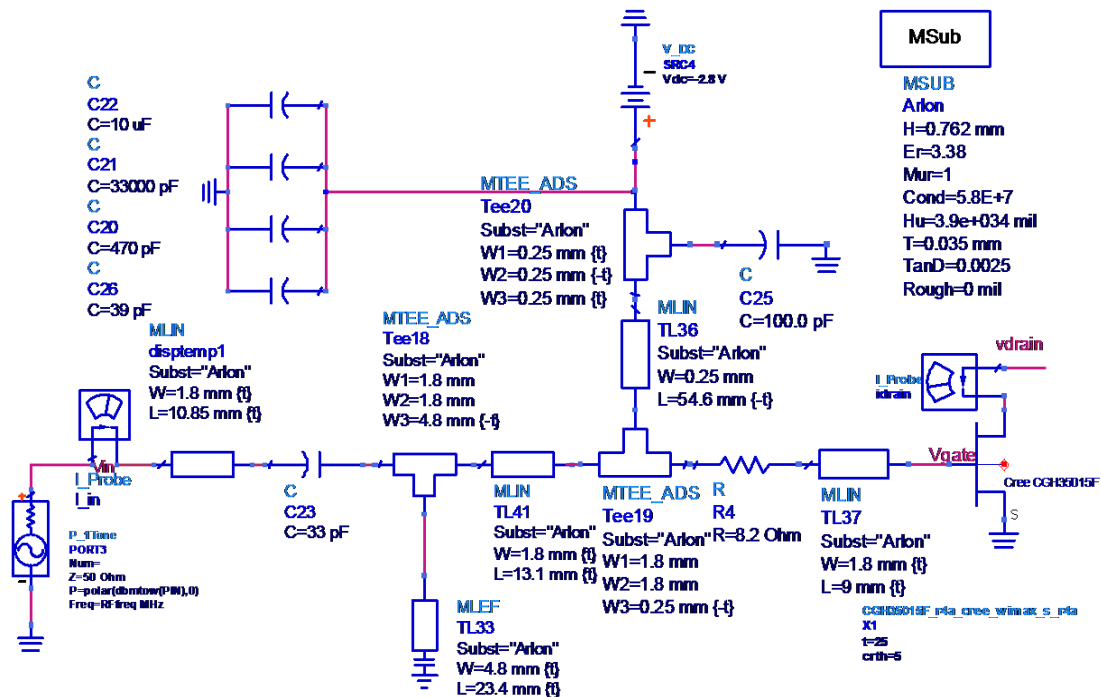 V_DC
SRC4
Vdc=-2.8 V
MSub
MSUB
Arlon
H=0.762 mm
Er=3.38
Mur=1
Cond=5.8E+7
Hu=3.9e+034 mil
T=0.035 mm
TanD=0.0025
Rough=0 mil
C
C22
C=10 uF
C
C21
C=33000 pF
C
C20
C=470 pF
C
C26
C=39 pF
MTEE_ADS
Tee20
Subst="Arlon"
W1=0.25 mm {t}
W2=0.25 mm {-t}
W3=0.25 mm {t}
C
C25
C=100.0 pF
MLIN
TL36
Subst="Arlon"
W=0.25 mm
L=54.6 mm {-t}
MLIN
disptemp1
Subst="Arlon"
W=1.8 mm {t}
L=10.85 mm {t}
MTEE_ADS
Tee18
Subst="Arlon"
W1=1.8 mm
W2=1.8 mm
W3=4.8 mm {-t}
vdrain
I_Probe
idrain
Vin
I_Probe
I_in
C
C23
C=33 pF
MLIN
TL41
Subst="Arlon"
W=1.8 mm {t}
L=13.1 mm {t}
MTEE_ADS
Tee19
Subst="Arlon"
W1=1.8 mm
W2=1.8 mm
W3=0.25 mm {-t}
R
R4
R=8.2 Ohm
MLIN
TL37
Subst="Arlon"
W=1.8 mm {t}
L=9 mm {t}
Vgate
Cree CGH35015F
S
P_1Tone
PORT3
Num=
Z=50 Ohm
P=polar(dbmtow(PIN),0)
Freq=RFfreq MHz
MLEF
TL33
Subst="Arlon"
W=4.8 mm {t}
L=23.4 mm {t}
CGH35015F_r4a_cree_wimax_s_r4a
X1
t=25
crth=5